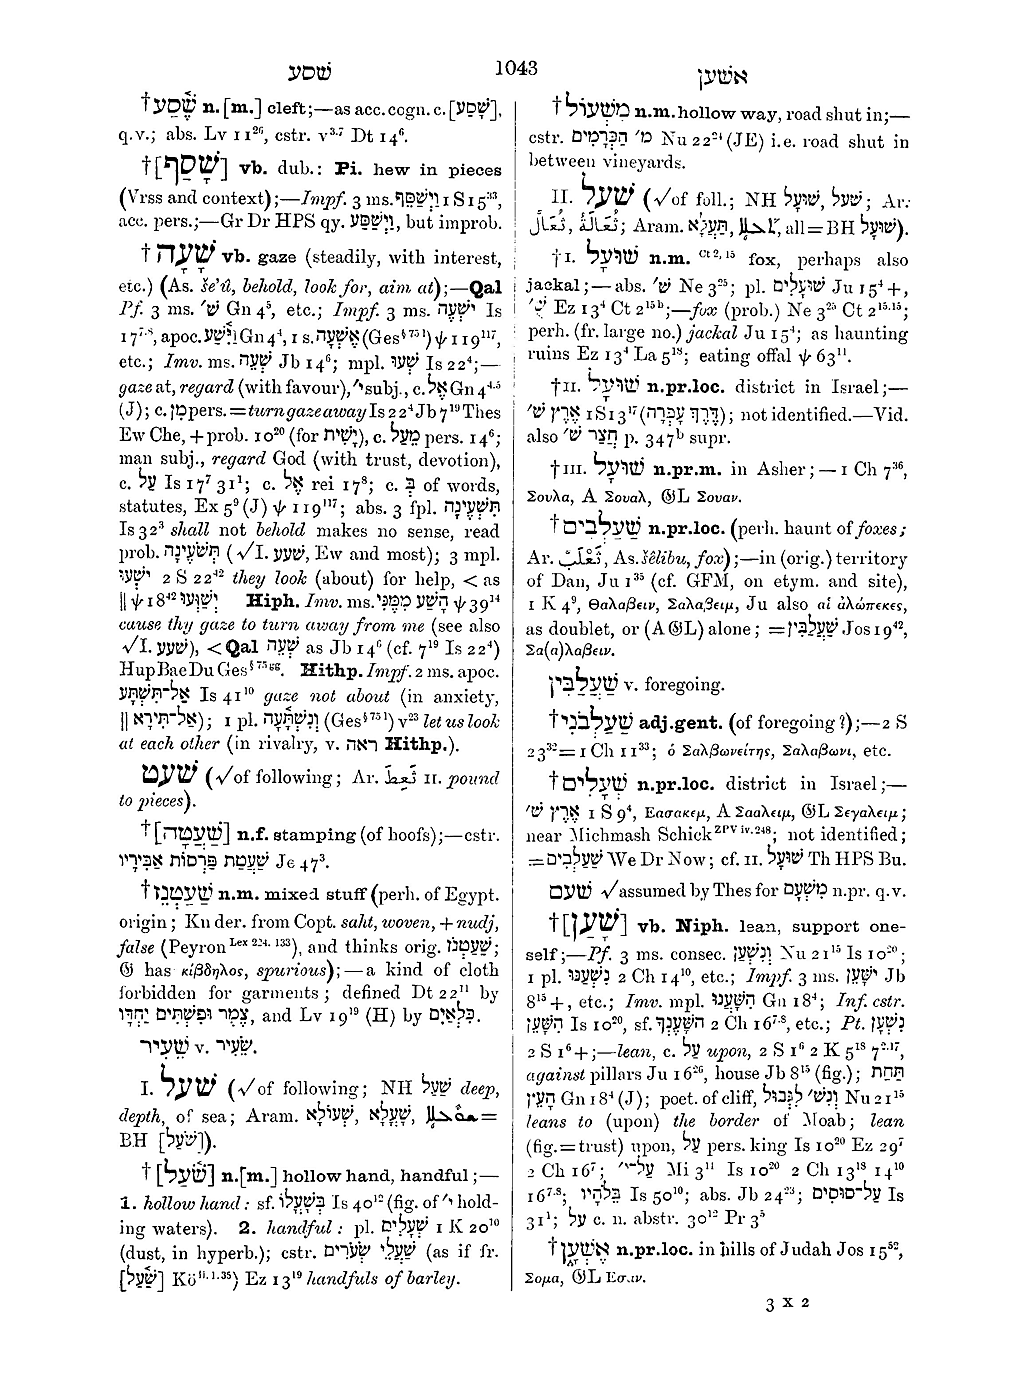 שסע
1043
אשען
†שֶׁסַע n.[m.] cleft;—as acc.cogn. c.[שָׁסַע],
q.v.; abs. Lv 11²⁶, cstr. v³·⁷ Dt 14⁶.
†[שָׁסַף] vb. dub.: Pi. hew in pieces
(Vrss and context);—Impf. 3 ms. וַיְשַׁסֵּף 1 S 15³³,
acc. pers.;—Gr Dr HPS qy. וַיְשַׁסַּע, but improb.
†שָׁעָה vb. gaze (steadily, with interest,
etc.) (As. še’û, behold, look for, aim at);—Qal
Pf. 3 ms. שׁ׳ Gn 4⁵, etc.; Impf. 3 ms. יִשְׁעֶה Is
17⁷·⁸, apoc. וַיִּשַׁע Gn 4⁴, 1 s. אֶשְׁעָה (Ges§⁷⁵ˡ) ψ 119¹¹⁷,
etc.; Imv. ms. שְׁעֵה Jb 14⁶; mpl. שְׁעוּ Is 22⁴;—
gaze at, regard (with favour), י׳ subj., c. אֶל Gn 4⁴·⁵
(J); c. מִן pers. = turn gaze away Is 22⁴ Jb 7¹⁹ Thes
Ew Che, + prob. 10²⁰ (for יָשִׁית), c. מֵעַל pers. 14⁶;
man subj., regard God (with trust, devotion),
c. עַל Is 17⁷ 31¹; c. אֶל rei 17⁸; c. בְּ of words,
statutes, Ex 5⁹ (J) ψ 119¹¹⁷; abs. 3 fpl. תִּשְׁעֶינָה
Is 32³ shall not behold makes no sense, read
prob. תְּשֹׁעֶינָה (√I. שעע, Ew and most); 3 mpl.
יִשְׁעוּ 2 S 22⁴² they look (about) for help, < as
‖ ψ 18⁴² יְשַׁוְּעוּ Hiph. Imv. ms. הָשַׁע מִמֶּנִּי ψ 39¹⁴
cause thy gaze to turn away from me (see also
√I. שעע), < Qal שְׁעֵה as Jb 14⁶ (cf. 7¹⁹ Is 22⁴)
Hup Bae Du Ges§⁷⁵ᵍᵍ. Hithp. Impf. 2 ms. apoc.
אַל־תִּשְׁתָּע Is 41¹⁰ gaze not about (in anxiety,
‖ אַל־תִּירָא); 1 pl. וְנִשְׁתָּעָה (Ges§⁷⁵ˡ) v²³ let us look
at each other (in rivalry, v. ראה Hithp.).
שׁעט (√of following; Ar. II. pound
to pieces).
†[שְׁעָטָה] n.f. stamping (of hoofs);—cstr.
שַׁעֲטַת פַּרְסוֹת אַבִּירָיו Je 47³.
†שַׁעַטְנֵז n.m. mixed stuff (perh. of Egypt.
origin; Kn der. from Copt. saht, woven, + nudj,
false (Peyron Lex 224. 133), and thinks orig. שַׁעַטְנוֹז;
𝔊 has κίβδηλος, spurious);—a kind of cloth
forbidden for garments; defined Dt 22¹¹ by
צֶמֶר וּפִשְׁתִּים יַחְדָּו, and Lv 19¹⁹ (H) by כִּלְאַיִם.
שָׁעִיר v. שָׂעִיר.
I. שׁעל (√of following; NH שַׁעַל deep,
depth, of sea; Aram. שָׁעֳלָא, שָׁעוֹלָא, =
BH [שֹׁעַל]).
†[שֹׁעַל] n.[m.] hollow hand, handful;—
1. hollow hand: sf. בְּשָׁעֳלוֹ Is 40¹² (fig. of י׳ hold-
ing waters). 2. handful: pl. שְׁעָלִים 1 K 20¹⁰
(dust, in hyperb.); cstr. שַׁעֲלֵי שְׂעֹרִים (as if fr.
[שַׁעַל] Kö ii.1.35) Ez 13¹⁹ handfuls of barley.
†מִשְׁעוֹל n.m. hollow way, road shut in;—
cstr. מ׳ הַכְּרָמִים Nu 22²⁴ (JE) i.e. road shut in
between vineyards.
II. שׁעל (√of foll.; NH שׁוּעָל, שׁעל; Ar.
ثُعَالَةُ, ثُعَالٌ; Aram. תַּעֲלָא, all = BH שׁוּעָל).
†I. שׁוּעָל n.m. Ct 2, 15 fox, perhaps also
jackal;—abs. שׁ׳ Ne 3²⁵; pl. שׁוּעָלִים Ju 15⁴ +,
שֻׁ׳ Ez 13⁴ Ct 2¹⁵ᵇ;—fox (prob.) Ne 3²⁵ Ct 2¹⁵·¹⁵;
perh. (fr. large no.) jackal Ju 15⁴; as haunting
ruins Ez 13⁴ La 5¹⁸; eating offal ψ 63¹¹.
†II. שׁוּעָל n.pr.loc. district in Israel;—
אֶרֶץ שׁ׳ 1 S 13¹⁷ (דֶּרֶךְ עָפְרָה); not identified.—Vid.
also חֲצַר שׁ׳ p. 347ᵇ supr.
†III. שׁוּעָל n.pr.m. in Asher;—1 Ch 7³⁶,
Σουλα, A Σουαλ, 𝔊L Σουαν.
†שַׁעַלְבִים n.pr.loc. (perh. haunt of foxes;
Ar. ثَعْلَبٌ, As. šêlibu, fox);—in (orig.) territory
of Dan, Ju 1³⁵ (cf. GFM, on etym. and site),
1 K 4⁹, Θαλαβειν, Σαλαβειμ, Ju also αἱ ἀλώπεκες,
as doublet, or (A 𝔊L) alone; = שַׁעֲלַבִּין Jos 19⁴²,
Σα(α)λαβειν.
שַׁעֲלַבִּין v. foregoing.
†שַׁעַלְבֹנִי adj.gent. (of foregoing?);—2 S
23³² = 1 Ch 11³³; ὁ Σαλβωνείτης, Σαλαβωνι, etc.
†שַׁעֲלִים n.pr.loc. district in Israel;—
אֶרֶץ שׁ׳ 1 S 9⁴, Εασακεμ, A Σααλειμ, 𝔊L Σεγαλειμ;
near Michmash Schick ZPV iv. 248; not identified;
= שַׁעַלְבִים We Dr Now; cf. II. שׁוּעָל Th HPS Bu.
שׁעם √assumed by Thes for מִשְׁעָם n.pr. q.v.
†[שָׁעַן] vb. Niph. lean, support one-
self;—Pf. 3 ms. consec. וְנִשְׁעַן Nu 21¹⁵ Is 10²⁰;
1 pl. נִשְׁעַנּוּ 2 Ch 14¹⁰, etc.; Impf. 3 ms. יִשָּׁעֵן Jb
8¹⁵ +, etc.; Imv. mpl. הִשָּׁעֲנוּ Gn 18⁴; Inf. cstr.
הִשָּׁעֵן Is 10²⁰, sf. הִשָּׁעֶנְךָ 2 Ch 16⁷·⁸, etc.; Pt. נִשְׁעָן
2 S 1⁶ +;—lean, c. עַל upon, 2 S 1⁶ 2 K 5¹⁸ 7²·¹⁷,
against pillars Ju 16²⁶, house Jb 8¹⁵ (fig.); תַּחַת
הָעֵץ Gn 18⁴ (J); poet. of cliff, וְנִשׁ׳ לִגְבוּל Nu 21¹⁵
leans to (upon) the border of Moab; lean
(fig. = trust) upon, עַל pers. king Is 10²⁰ Ez 29⁷
2 Ch 16⁷; עַל־י׳ Mi 3¹¹ Is 10²⁰ 2 Ch 13¹⁸ 14¹⁰
16⁷·⁸; בֵּאלֹהָיו Is 50¹⁰; abs. Jb 24²³; עַל־סוּסִים Is
31¹; עַל c. n. abstr. 30¹² Pr 3⁵
†אֶשְׁעָן n.pr.loc. in hills of Judah Jos 15⁵²,
Σομα, 𝔊L Εσαν.
3 X 2